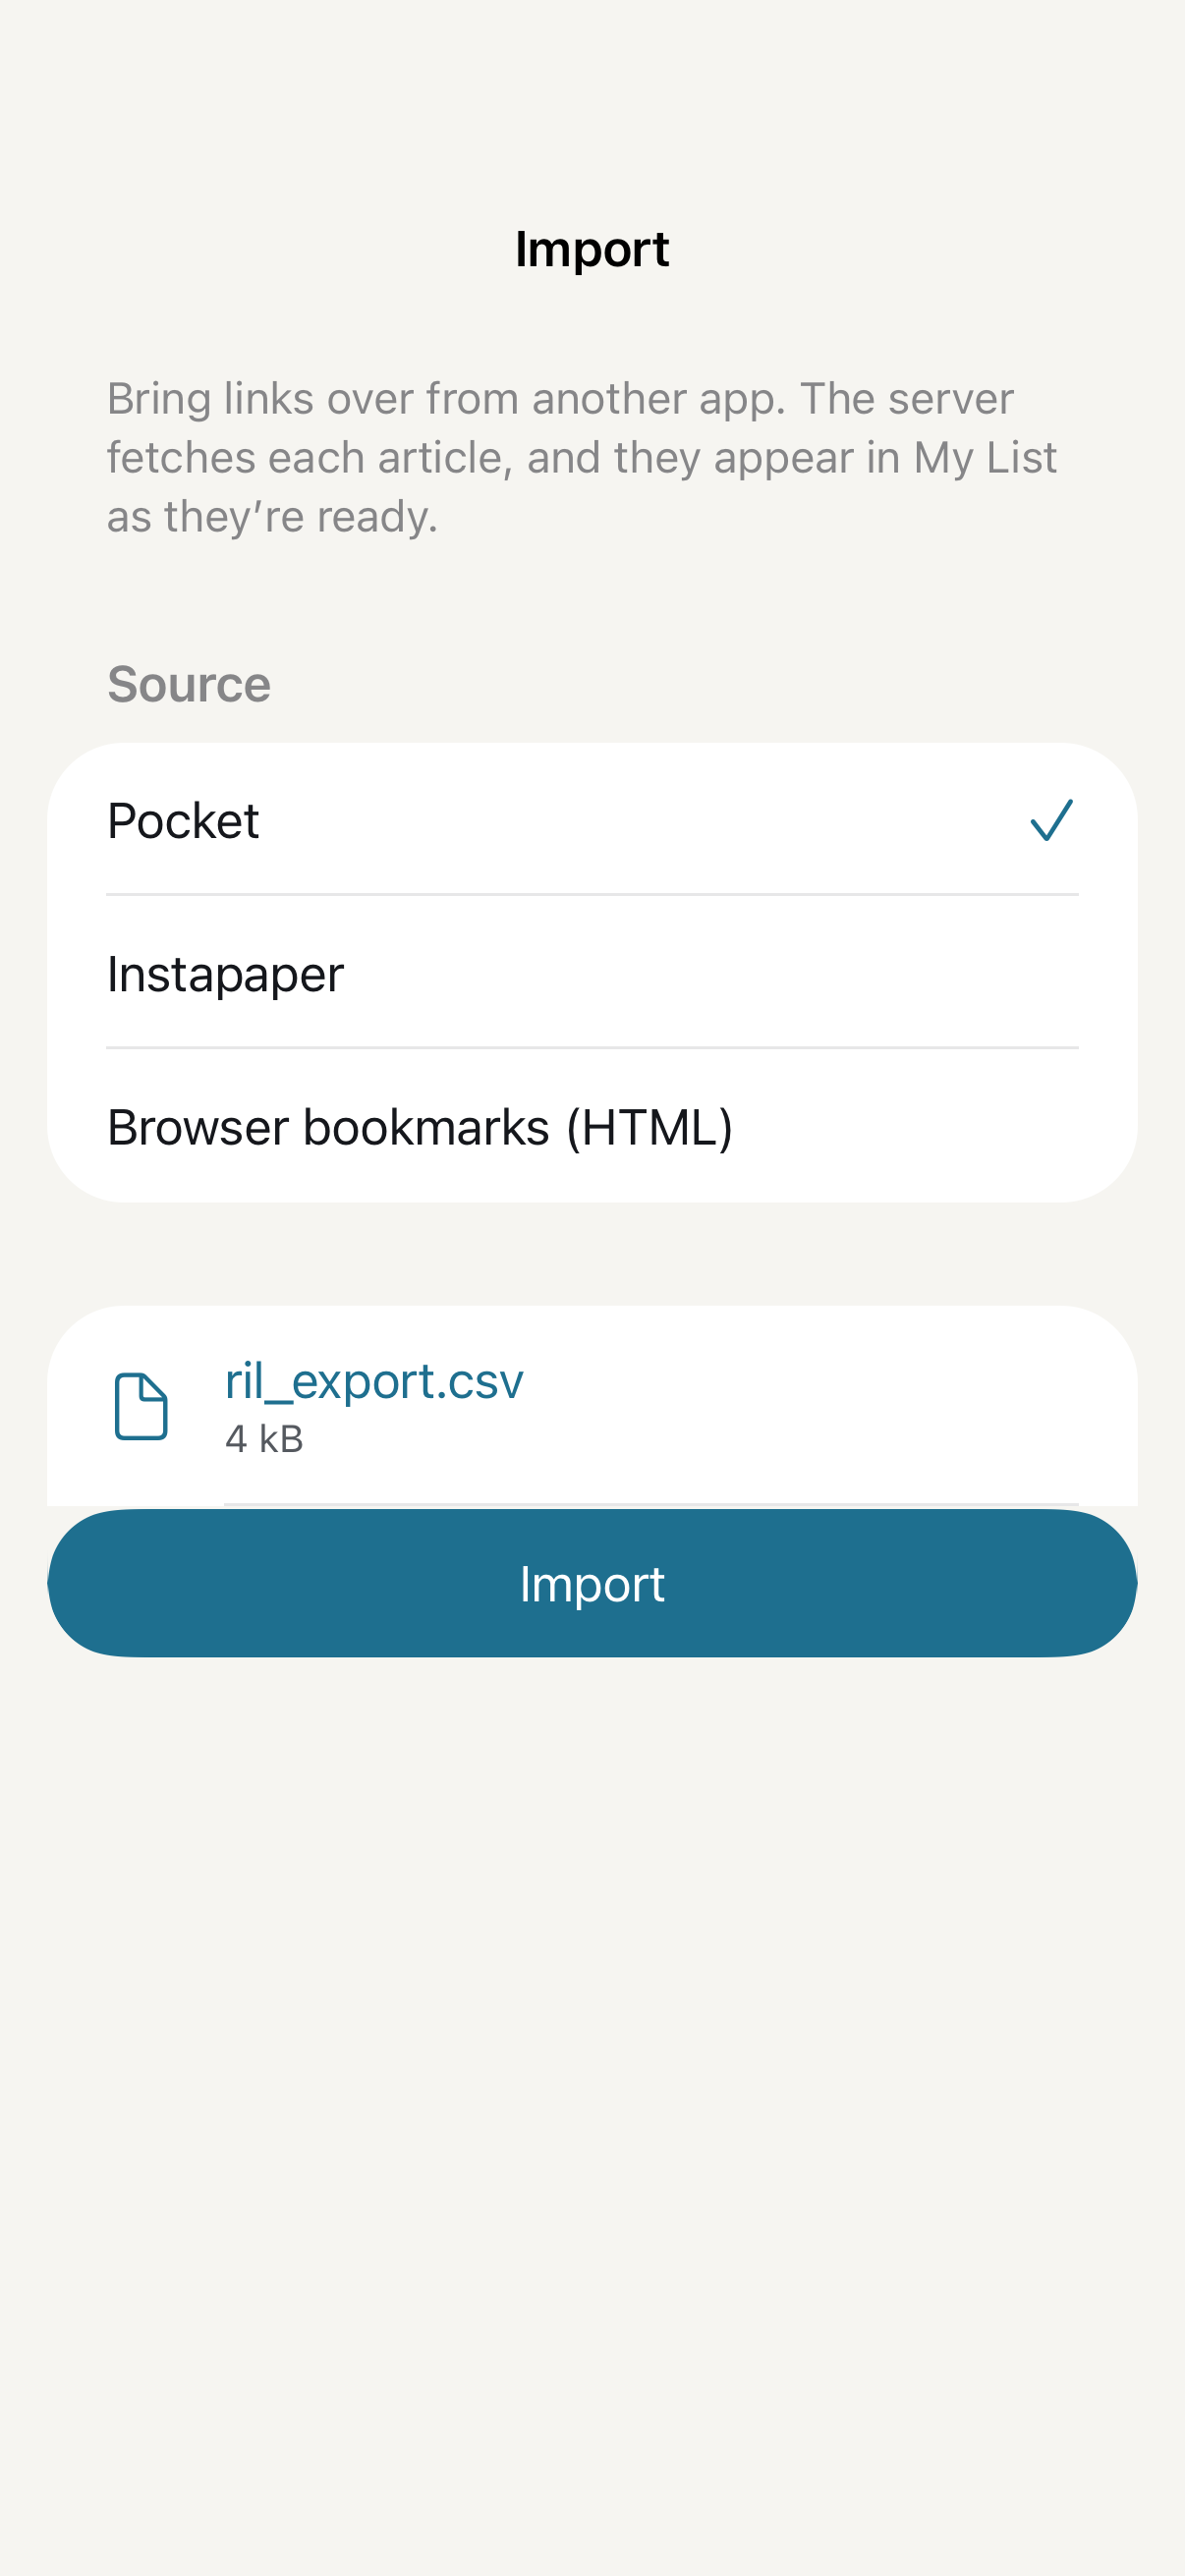 Import
Bring links over from another app. The server
fetches each article, and they appear in My List
as they’re ready.
Source
Pocket
Instapaper
Browser bookmarks (HTML)
ril_export.csv
4 kB
Import